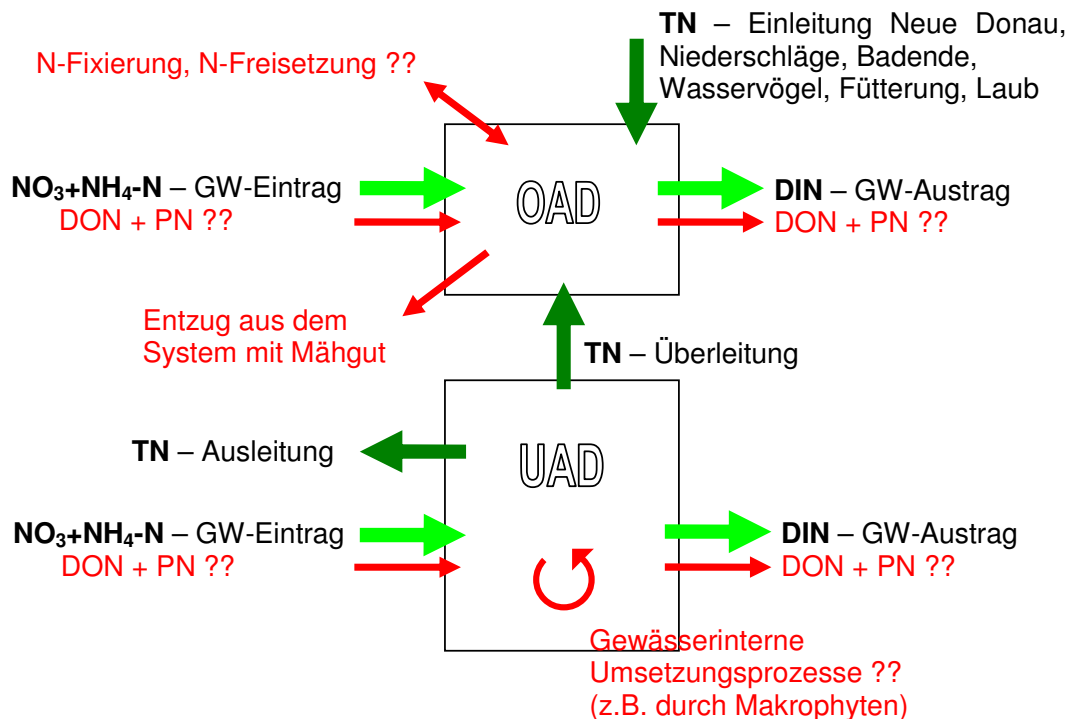 TN – Einleitung Neue Donau,
Niederschläge, Badende,
Wasservögel, Fütterung, Laub
N-Fixierung, N-Freisetzung ??
NO₃+NH₄-N – GW-Eintrag
DON + PN ??
OAD
DIN – GW-Austrag
DON + PN ??
Entzug aus dem
System mit Mähgut
TN – Überleitung
TN – Ausleitung
UAD
NO₃+NH₄-N – GW-Eintrag
DON + PN ??
DIN – GW-Austrag
DON + PN ??
Gewässerinterne
Umsetzungsprozesse ??
(z.B. durch Makrophyten)